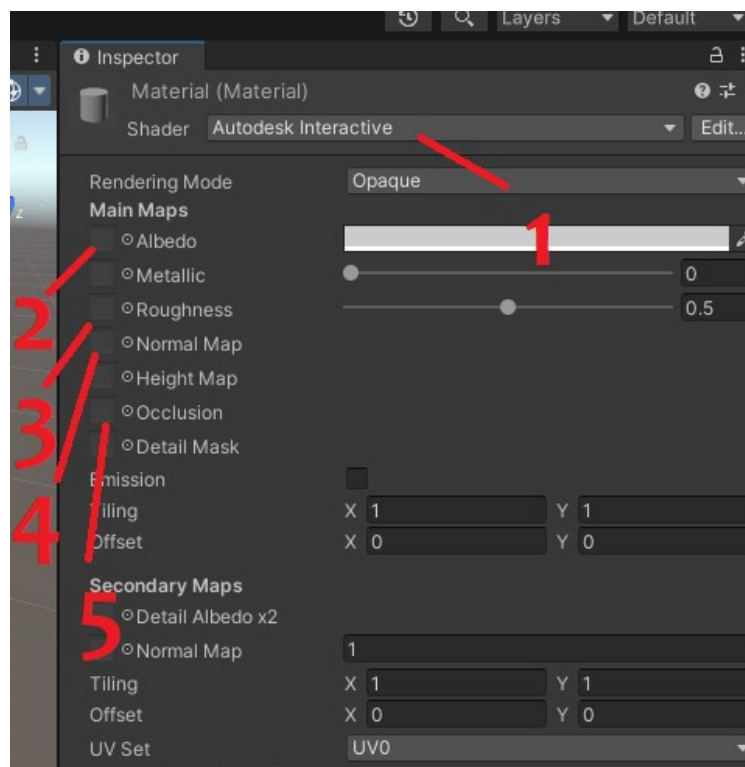 Layers Default
Inspector
Material (Material)
Shader Autodesk Interactive Edit...
Rendering Mode Opaque
Main Maps
1
Albedo
Metallic 0
2
Roughness 0.5
Normal Map
Height Map
3
Occlusion
Detail Mask
4
Emission
Tiling X 1 Y 1
Offset X 0 Y 0
Secondary Maps
5
Detail Albedo x2
Normal Map 1
Tiling X 1 Y 1
Offset X 0 Y 0
UV Set UV0
z